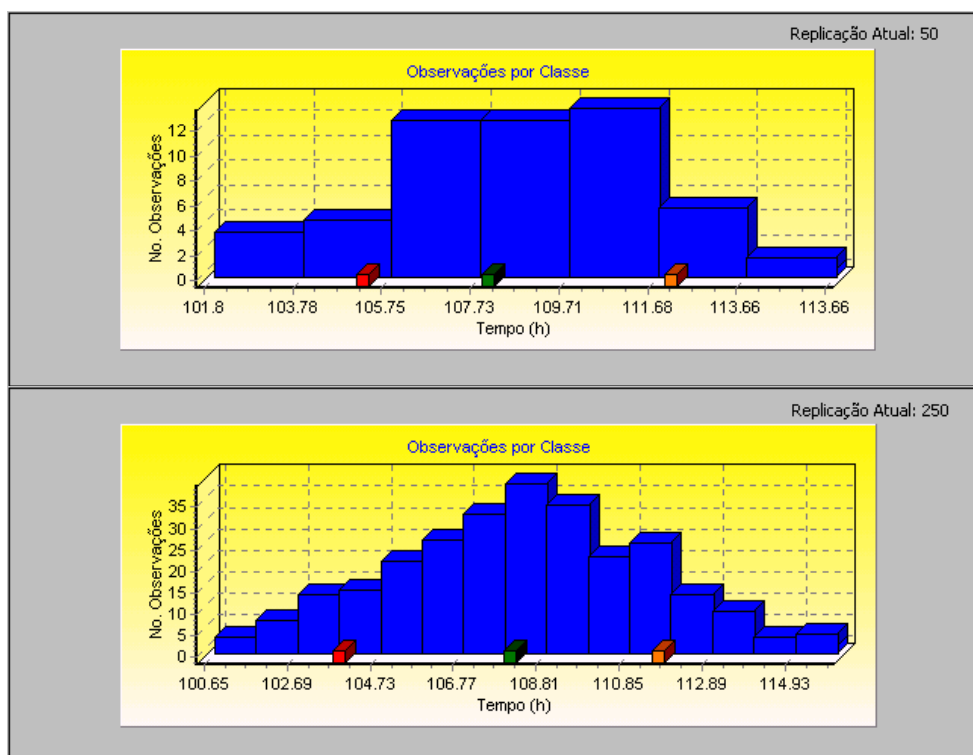 Replicação Atual: 50
Observações por Classe
No. Observações
12
10
8
6
4
2
0
101.8 103.78 105.75 107.73 109.71 111.68 113.66 113.66
Tempo (h)
Replicação Atual: 250
Observações por Classe
No. Observações
35
30
25
20
15
10
5
0
100.65 102.69 104.73 106.77 108.81 110.85 112.89 114.93
Tempo (h)